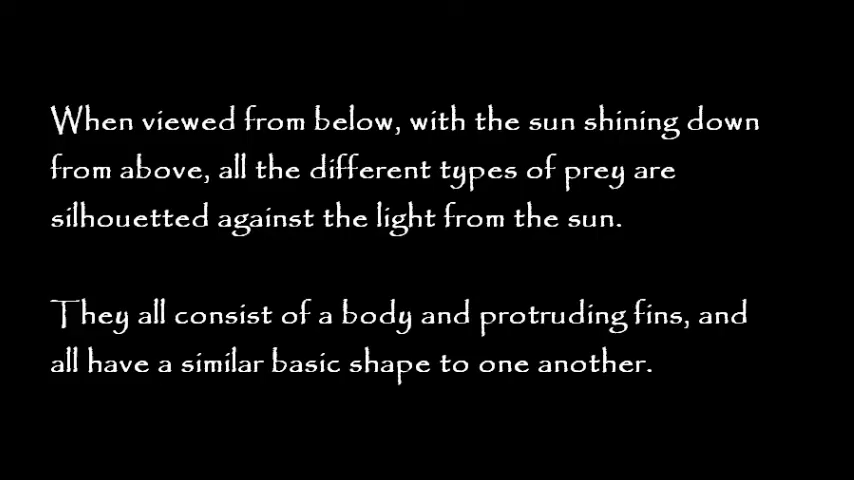 When viewed from below, with the sun shining down
from above, all the different types of prey are
silhouetted against the light from the sun.
They all consist of a body and protruding fins, and
all have a similar basic shape to one another.